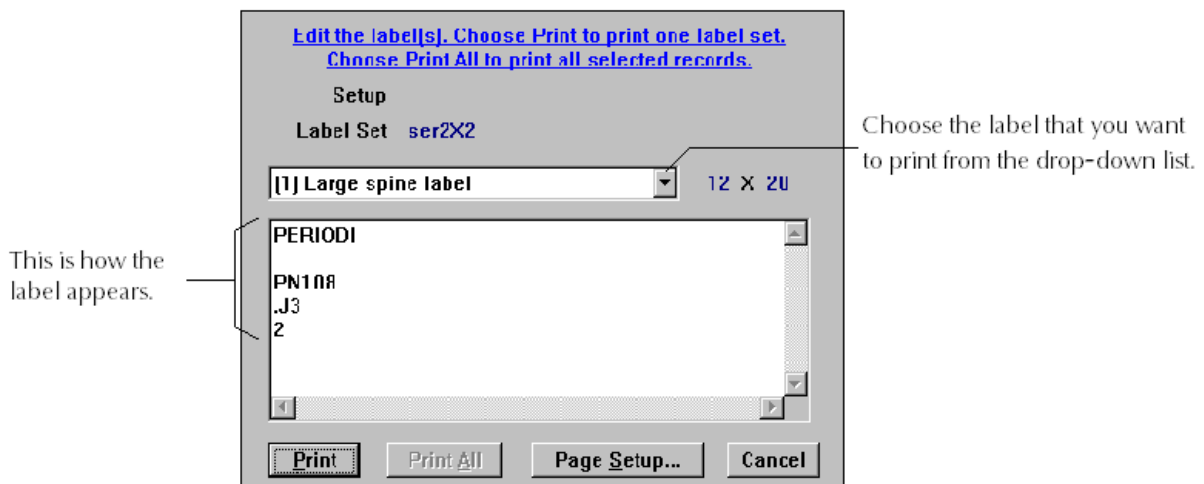 Edit the label[s]. Choose Print to print one label set.
Choose Print All to print all selected records.
Setup
Label Set ser2X2
Choose the label that you want
to print from the drop-down list.
[1] Large spine label
12 X 20
This is how the
label appears.
PERIODI
PN108
.J3
2
Print
Print All
Page Setup...
Cancel